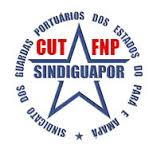 SINDICATO DOS GUARDAS PORTUÁRIOS DOS ESTADOS DO PARÁ E AMAPÁ
CUT FNP
SINDIGUAPOR